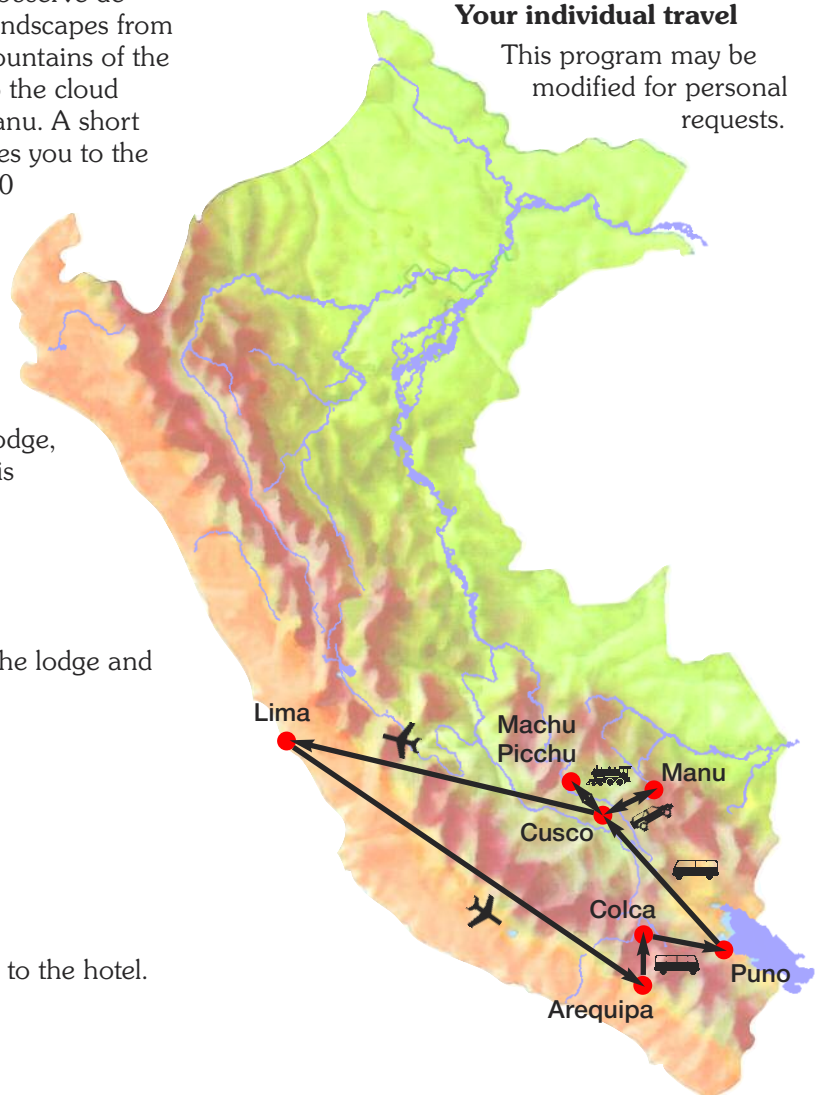 observe de
ndscapes from
ountains of the
the cloud
anu. A short
es you to the
0
Your individual travel
This program may be
modified for personal
requests.
odge,
is
he lodge and
to the hotel.
Lima
Machu
Picchu
Manu
Cusco
Colca
Puno
Arequipa